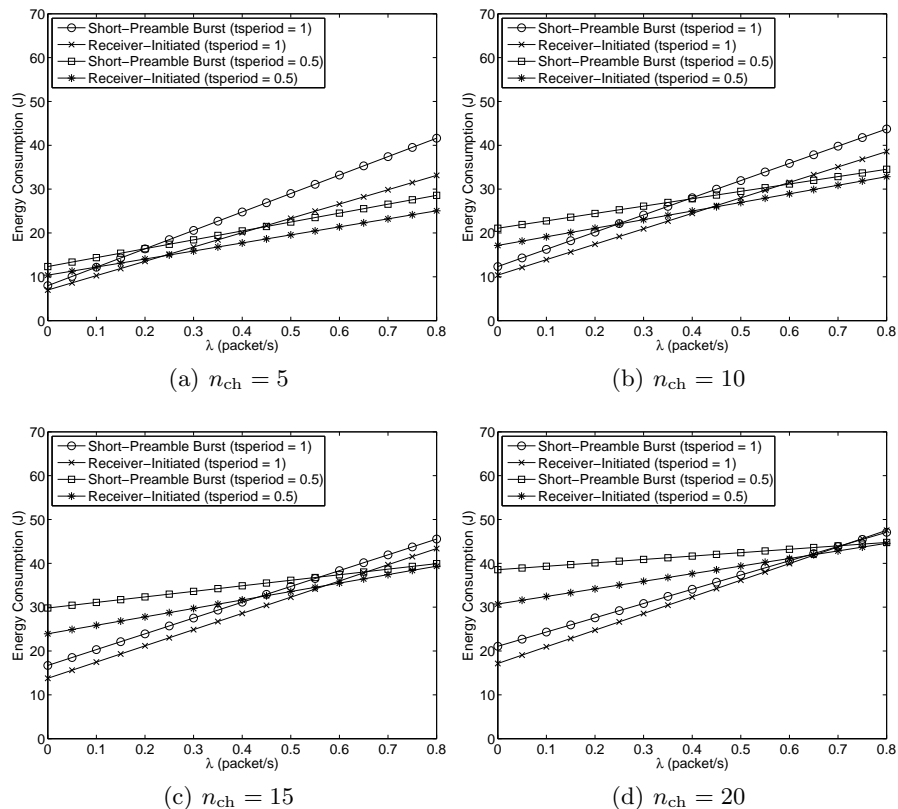 70
60
50
40
30
20
10
0
Energy Consumption (J)
Short−Preamble Burst (tsperiod = 1)
Receiver−Initiated (tsperiod = 1)
Short−Preamble Burst (tsperiod = 0.5)
Receiver−Initiated (tsperiod = 0.5)
0 0.1 0.2 0.3 0.4 0.5 0.6 0.7 0.8
λ (packet/s)
(a) n_ch = 5
70
60
50
40
30
20
10
0
Energy Consumption (J)
Short−Preamble Burst (tsperiod = 1)
Receiver−Initiated (tsperiod = 1)
Short−Preamble Burst (tsperiod = 0.5)
Receiver−Initiated (tsperiod = 0.5)
0 0.1 0.2 0.3 0.4 0.5 0.6 0.7 0.8
λ (packet/s)
(b) n_ch = 10
70
60
50
40
30
20
10
0
Energy Consumption (J)
Short−Preamble Burst (tsperiod = 1)
Receiver−Initiated (tsperiod = 1)
Short−Preamble Burst (tsperiod = 0.5)
Receiver−Initiated (tsperiod = 0.5)
0 0.1 0.2 0.3 0.4 0.5 0.6 0.7 0.8
λ (packet/s)
(c) n_ch = 15
70
60
50
40
30
20
10
0
Energy Consumption (J)
Short−Preamble Burst (tsperiod = 1)
Receiver−Initiated (tsperiod = 1)
Short−Preamble Burst (tsperiod = 0.5)
Receiver−Initiated (tsperiod = 0.5)
0 0.1 0.2 0.3 0.4 0.5 0.6 0.7 0.8
λ (packet/s)
(d) n_ch = 20